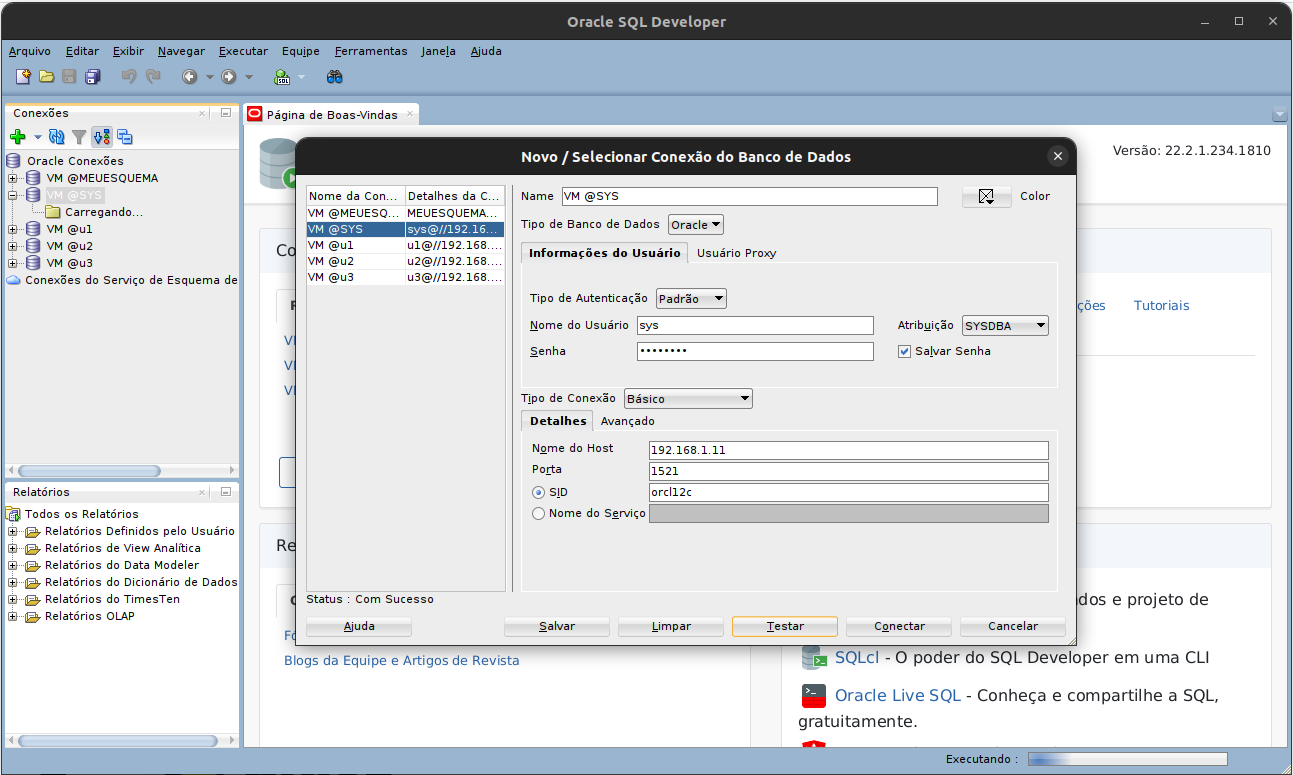 Oracle SQL Developer
Arquivo Editar Exibir Navegar Executar Equipe Ferramentas Janela Ajuda
SQL
Conexões
Oracle Conexões
VM @MEUESQUEMA
VM @SYS
Carregando...
VM @u1
VM @u2
VM @u3
Conexões do Serviço de Esquema de
Relatórios
Todos os Relatórios
Relatórios Definidos pelo Usuário
Relatórios de View Analítica
Relatórios do Data Modeler
Relatórios do Dicionário de Dados
Relatórios do TimesTen
Relatórios OLAP
Página de Boas-Vindas
Versão: 22.2.1.234.1810
Co
ções Tutoriais
Novo / Selecionar Conexão do Banco de Dados
Nome da Con... Detalhes da C...
VM @MEUESQ... MEUESQUEMA...
VM @SYS sys@//192.16...
VM @u1 u1@//192.168....
VM @u2 u2@//192.168....
VM @u3 u3@//192.168....
Name VM @SYS Color
Tipo de Banco de Dados Oracle
Informações do Usuário Usuário Proxy
Tipo de Autenticação Padrão
Nome do Usuário sys Atribuição SYSDBA
Senha •••••••• Salvar Senha
Tipo de Conexão Básico
Detalhes Avançado
Nome do Host 192.168.1.11
Porta 1521
SID orcl12c
Nome do Serviço
Status : Com Sucesso
Ajuda Salvar Limpar Testar Conectar Cancelar
Re
dos e projeto de
Blogs da Equipe e Artigos de Revista
SQLcl - O poder do SQL Developer em uma CLI
Oracle Live SQL - Conheça e compartilhe a SQL,
gratuitamente.
Executando :